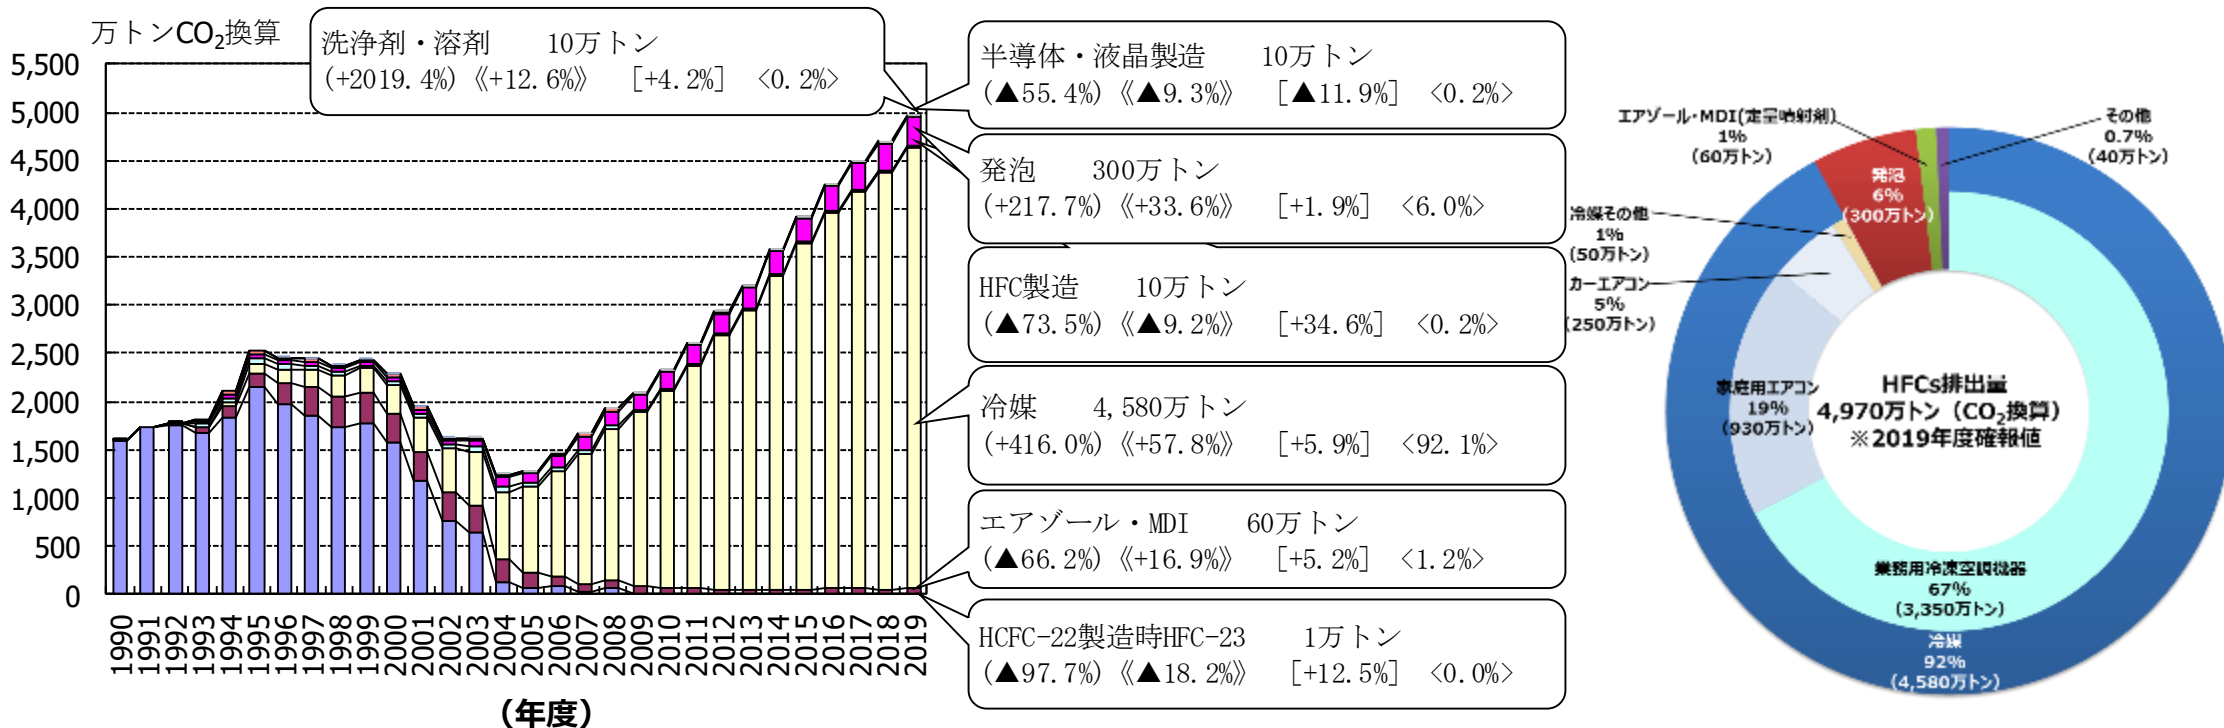 万トンCO₂換算
5,500
5,000
4,500
4,000
3,500
3,000
2,500
2,000
1,500
1,000
500
0
1990
1991
1992
1993
1994
1995
1996
1997
1998
1999
2000
2001
2002
2003
2004
2005
2006
2007
2008
2009
2010
2011
2012
2013
2014
2015
2016
2017
2018
2019
（年度）
洗浄剤・溶剤 10万トン
(+2019.4%)《+12.6%》 [+4.2%] <0.2%>
半導体・液晶製造 10万トン
(▲55.4%)《▲9.3%》 [▲11.9%] <0.2%>
発泡 300万トン
(+217.7%)《+33.6%》 [+1.9%] <6.0%>
HFC製造 10万トン
(▲73.5%)《▲9.2%》 [+34.6%] <0.2%>
冷媒 4,580万トン
(+416.0%)《+57.8%》 [+5.9%] <92.1%>
エアゾール・MDI 60万トン
(▲66.2%)《+16.9%》 [+5.2%] <1.2%>
HCFC-22製造時HFC-23 1万トン
(▲97.7%)《▲18.2%》 [+12.5%] <0.0%>
エアゾール・MDI(定量噴射剤)
1%
(60万トン)
その他
0.7%
(40万トン)
発泡
6%
(300万トン)
冷媒その他
1%
(50万トン)
カーエアコン
5%
(250万トン)
家庭用エアコン
19%
(930万トン)
HFCs排出量
4,970万トン（CO₂換算）
※2019年度確報値
業務用冷凍空調機器
67%
(3,350万トン)
冷媒
92%
(4,580万トン)